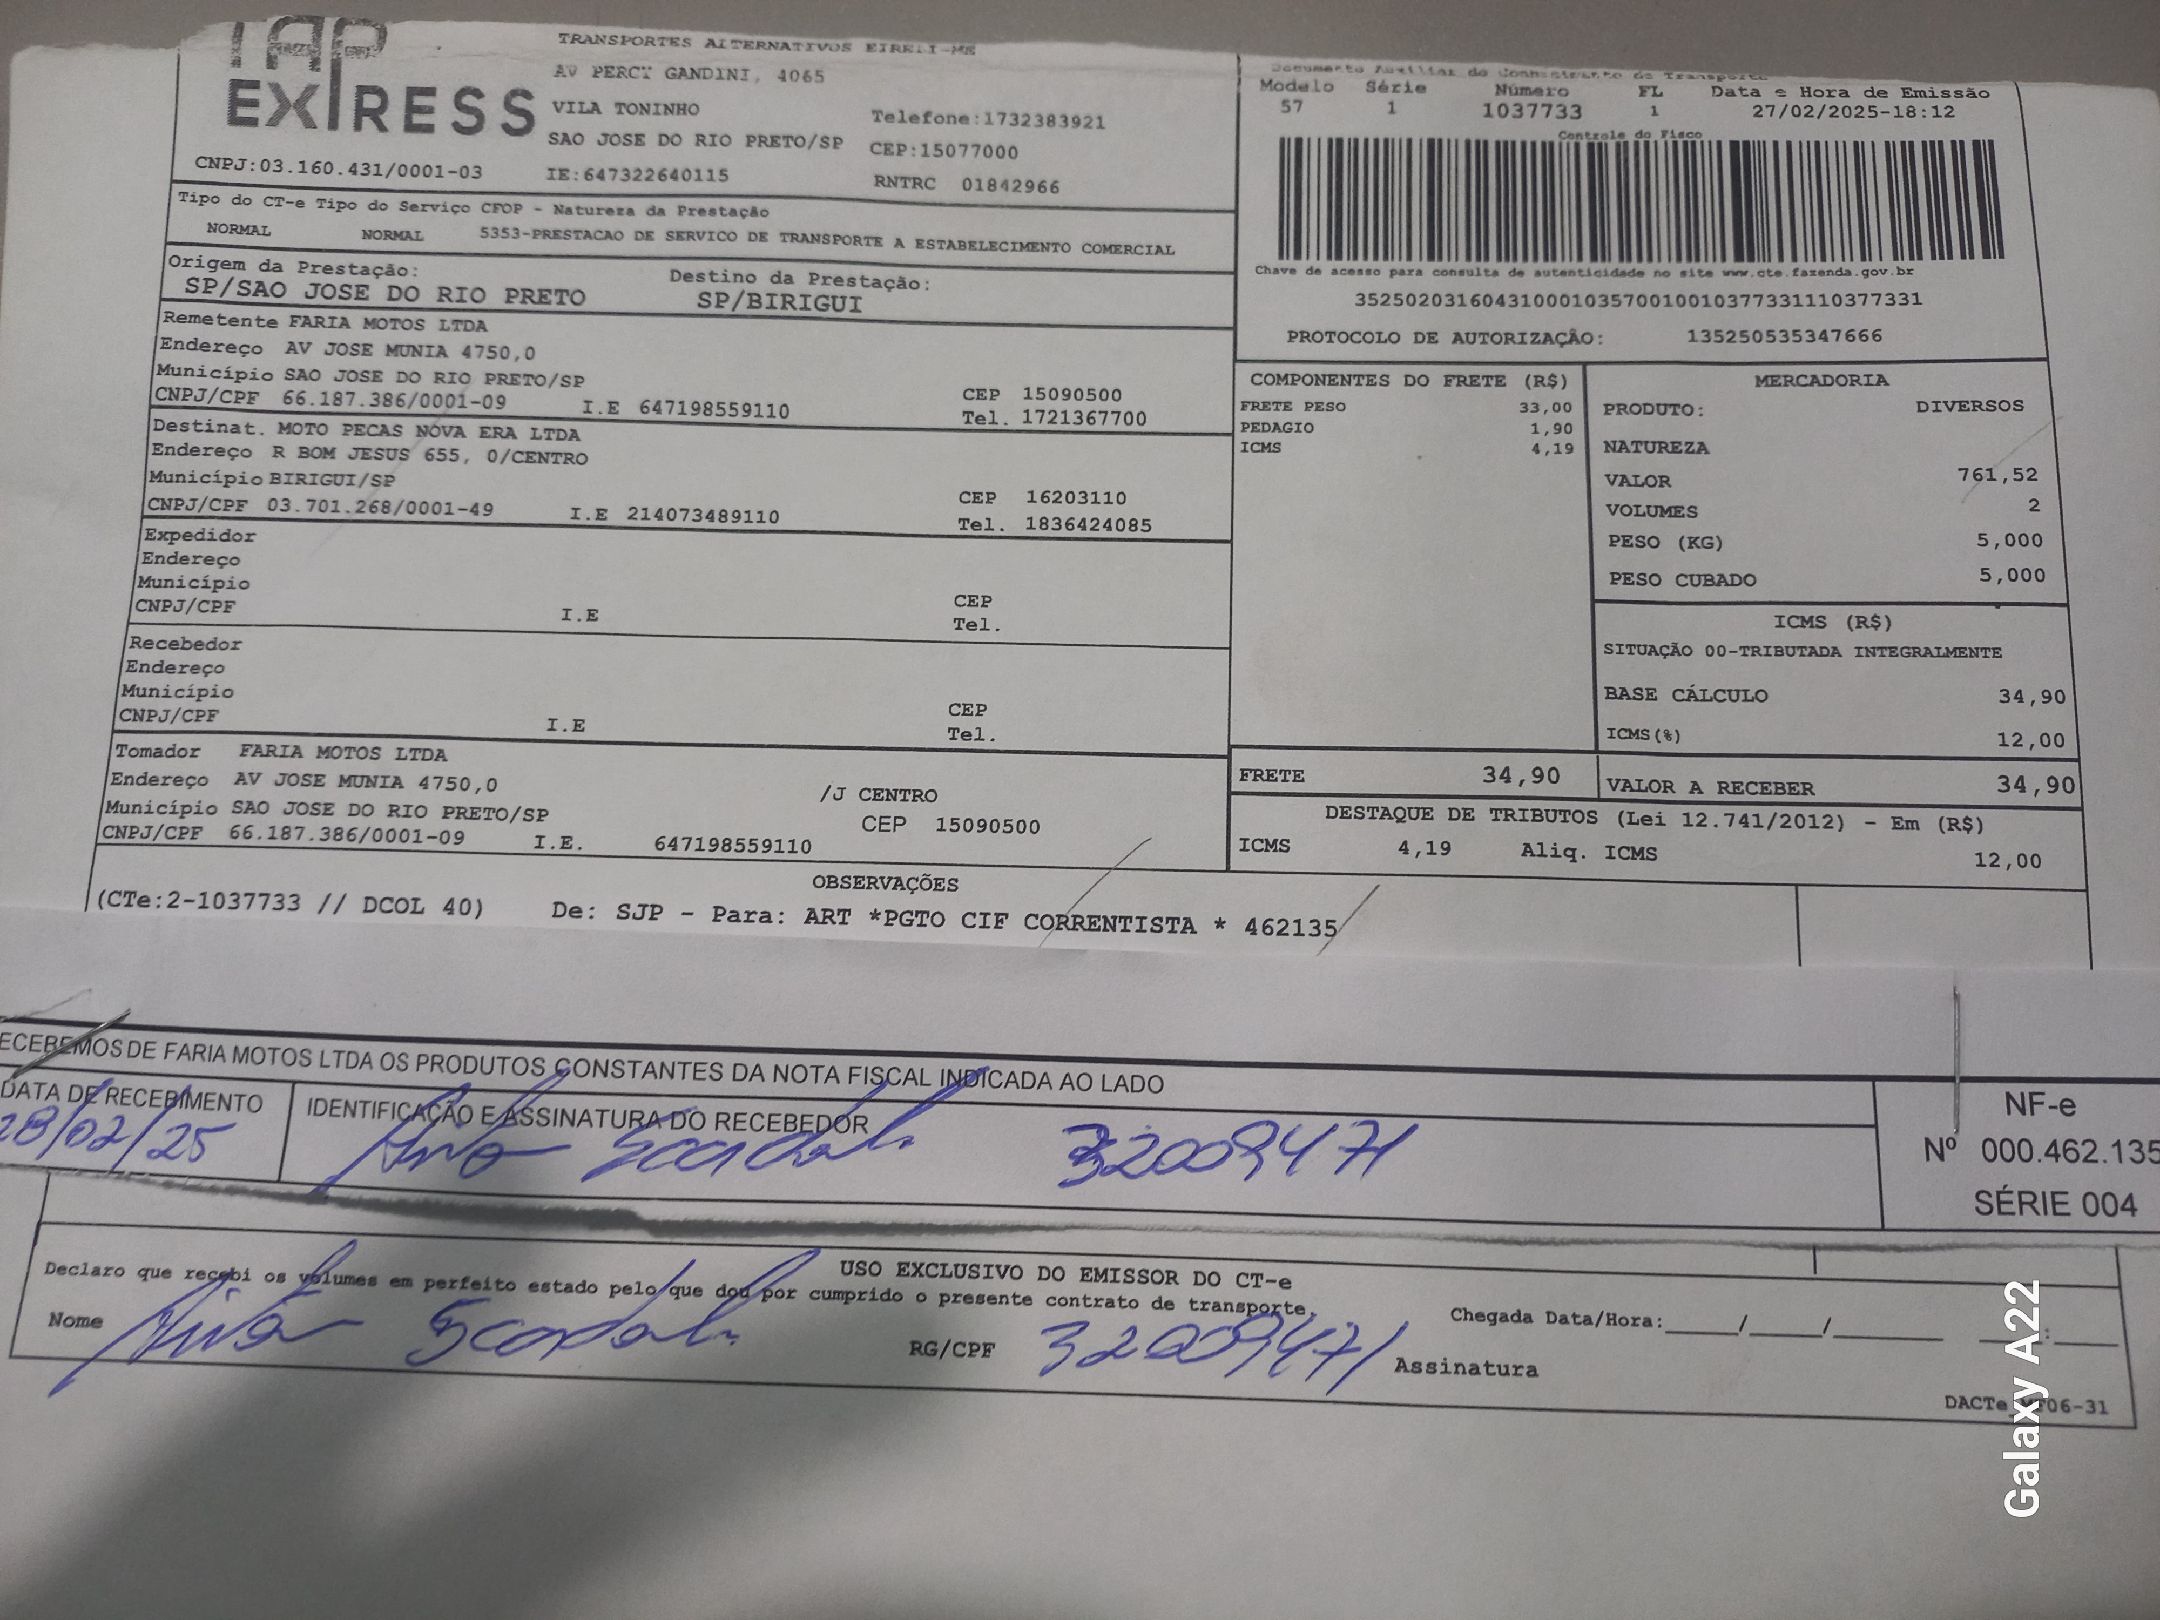 TAP
EXPRESS
TRANSPORTES ALTERNATIVOS EIRELI-ME
AV PERCY GANDINI, 4065
VILA TONINHO
Telefone:1732383921
SAO JOSE DO RIO PRETO/SP CEP:15077000
CNPJ:03.160.431/0001-03 IE:647322640115 RNTRC 01842966
Documento Auxiliar do Conhecimento de Transporte
Modelo Série Número FL Data e Hora de Emissão
57 1 1037733 1 27/02/2025-18:12
Controle do Fisco
Chave de acesso para consulta de autenticidade no site www.cte.fazenda.gov.br
35250203160431000103570010010377331110377331
PROTOCOLO DE AUTORIZAÇÃO: 135250535347666
Tipo do CT-e Tipo do Serviço CFOP - Natureza da Prestação
NORMAL NORMAL 5353-PRESTACAO DE SERVICO DE TRANSPORTE A ESTABELECIMENTO COMERCIAL
Origem da Prestação: Destino da Prestação:
SP/SAO JOSE DO RIO PRETO SP/BIRIGUI
Remetente FARIA MOTOS LTDA
Endereço AV JOSE MUNIA 4750,0
Município SAO JOSE DO RIO PRETO/SP CEP 15090500
CNPJ/CPF 66.187.386/0001-09 I.E 647198559110 Tel. 1721367700
Destinat. MOTO PECAS NOVA ERA LTDA
Endereço R BOM JESUS 655, 0/CENTRO
Município BIRIGUI/SP CEP 16203110
CNPJ/CPF 03.701.268/0001-49 I.E 214073489110 Tel. 1836424085
Expedidor
Endereço
Município CEP
CNPJ/CPF I.E Tel.
Recebedor
Endereço
Município CEP
CNPJ/CPF I.E Tel.
Tomador FARIA MOTOS LTDA
Endereço AV JOSE MUNIA 4750,0 /J CENTRO
Município SAO JOSE DO RIO PRETO/SP CEP 15090500
CNPJ/CPF 66.187.386/0001-09 I.E. 647198559110
COMPONENTES DO FRETE (R$)
FRETE PESO 33,00
PEDAGIO 1,90
ICMS 4,19
MERCADORIA
PRODUTO: DIVERSOS
NATUREZA
VALOR 761,52
VOLUMES 2
PESO (KG) 5,000
PESO CUBADO 5,000
ICMS (R$)
SITUAÇÃO 00-TRIBUTADA INTEGRALMENTE
BASE CÁLCULO 34,90
ICMS(%) 12,00
FRETE 34,90 VALOR A RECEBER 34,90
DESTAQUE DE TRIBUTOS (Lei 12.741/2012) - Em (R$)
ICMS 4,19 Aliq. ICMS 12,00
OBSERVAÇÕES
(CTe:2-1037733 // DCOL 40) De: SJP - Para: ART *PGTO CIF CORRENTISTA * 462135
ECEBEMOS DE FARIA MOTOS LTDA OS PRODUTOS CONSTANTES DA NOTA FISCAL INDICADA AO LADO
DATA DE RECEBIMENTO IDENTIFICAÇÃO E ASSINATURA DO RECEBEDOR
28/02/25 32009471
NF-e
Nº 000.462.135
SÉRIE 004
USO EXCLUSIVO DO EMISSOR DO CT-e
Declaro que recebi os volumes em perfeito estado pelo que dou por cumprido o presente contrato de transporte.
Nome RG/CPF 32009471 Assinatura
Chegada Data/Hora:____/____/______ ___:___
DACTe 06-31
Galaxy A22